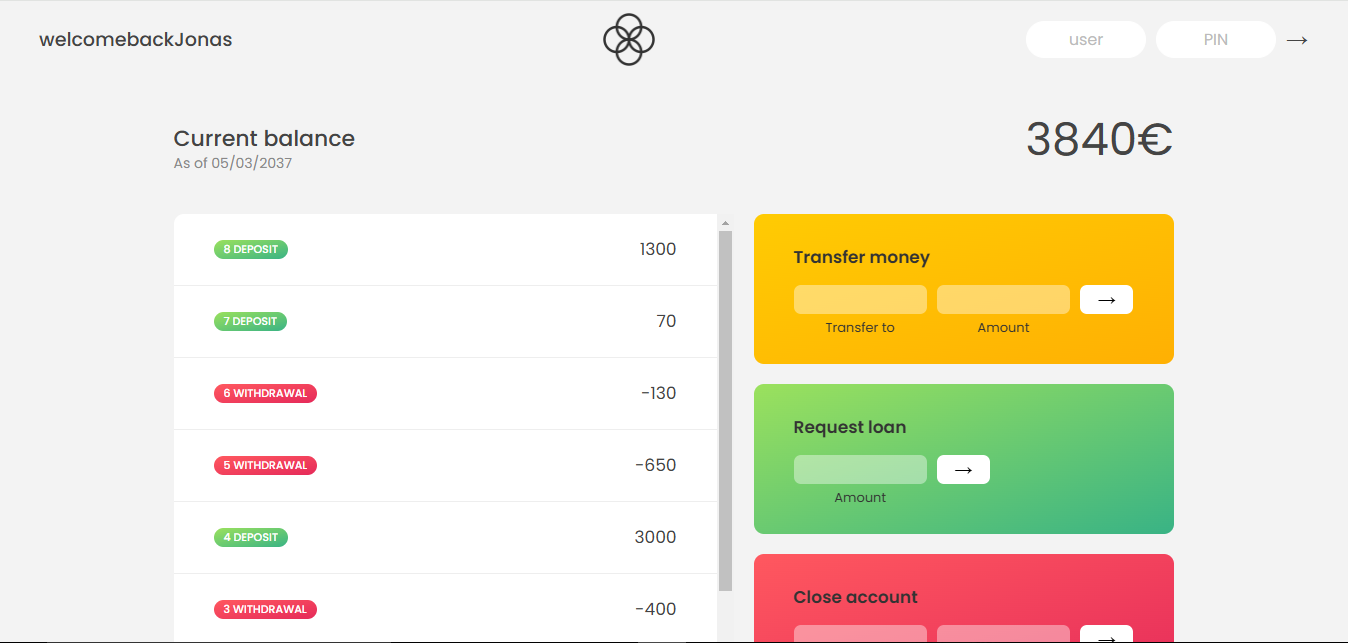 welcomebackJonas
user
PIN
→
Current balance
As of 05/03/2037
3840€
8 DEPOSIT
1300
7 DEPOSIT
70
6 WITHDRAWAL
-130
5 WITHDRAWAL
-650
4 DEPOSIT
3000
3 WITHDRAWAL
-400
Transfer money
→
Transfer to
Amount
Request loan
→
Amount
Close account
→